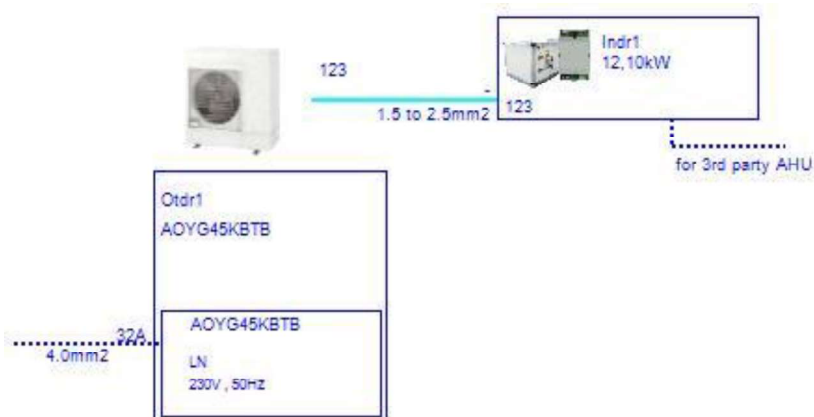 Indr1
12,10kW
123
-
1.5 to 2.5mm2
123
for 3rd party AHU
Otdr1
AOYG45KBTB
32A
4.0mm2
AOYG45KBTB
LN
230V , 50Hz